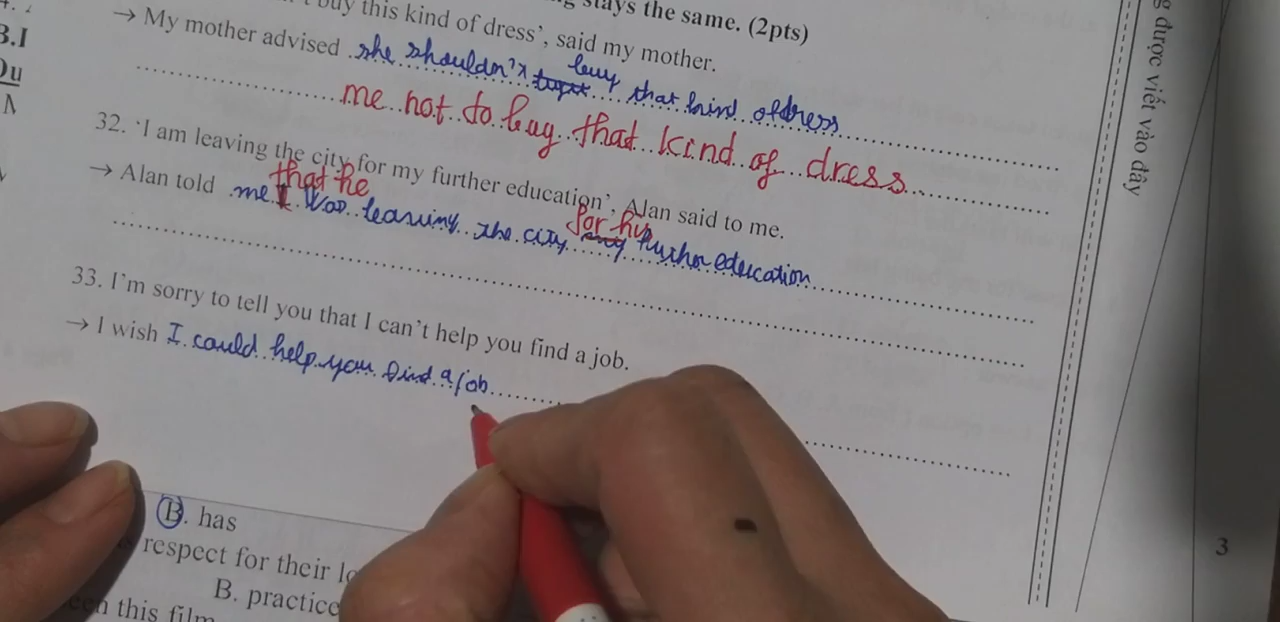 stays the same. (2pts)
buy this kind of dress’, said my mother.
→ My mother advised she shouldn't buy that kind of dress
me not to buy that kind of dress
32. ‘I am leaving the city for my further education’, Alan said to me.
that he for his
→ Alan told me I was leaving the city my further education
33. I’m sorry to tell you that I can’t help you find a job.
→ I wish I could help you find a job
B. has
respect for their
B. practice
this film
3.I
được viết vào đây
3